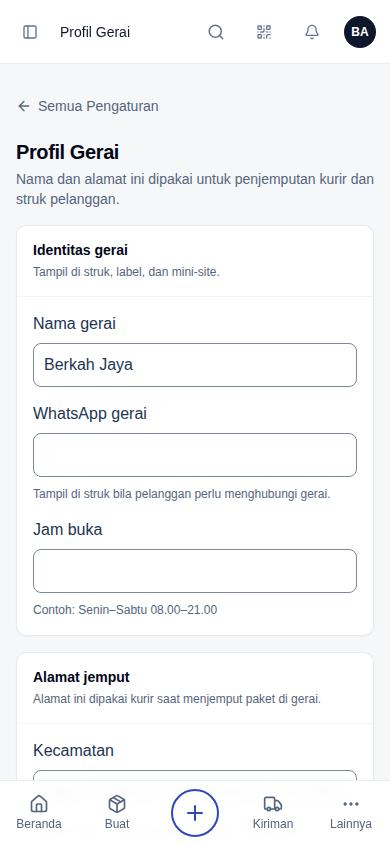 Profil Gerai
BA
Semua Pengaturan
Profil Gerai
Nama dan alamat ini dipakai untuk penjemputan kurir dan
struk pelanggan.
Identitas gerai
Tampil di struk, label, dan mini-site.
Nama gerai
Berkah Jaya
WhatsApp gerai
Tampil di struk bila pelanggan perlu menghubungi gerai.
Jam buka
Contoh: Senin–Sabtu 08.00–21.00
Alamat jemput
Alamat ini dipakai kurir saat menjemput paket di gerai.
Kecamatan
Beranda
Buat
Kiriman
Lainnya